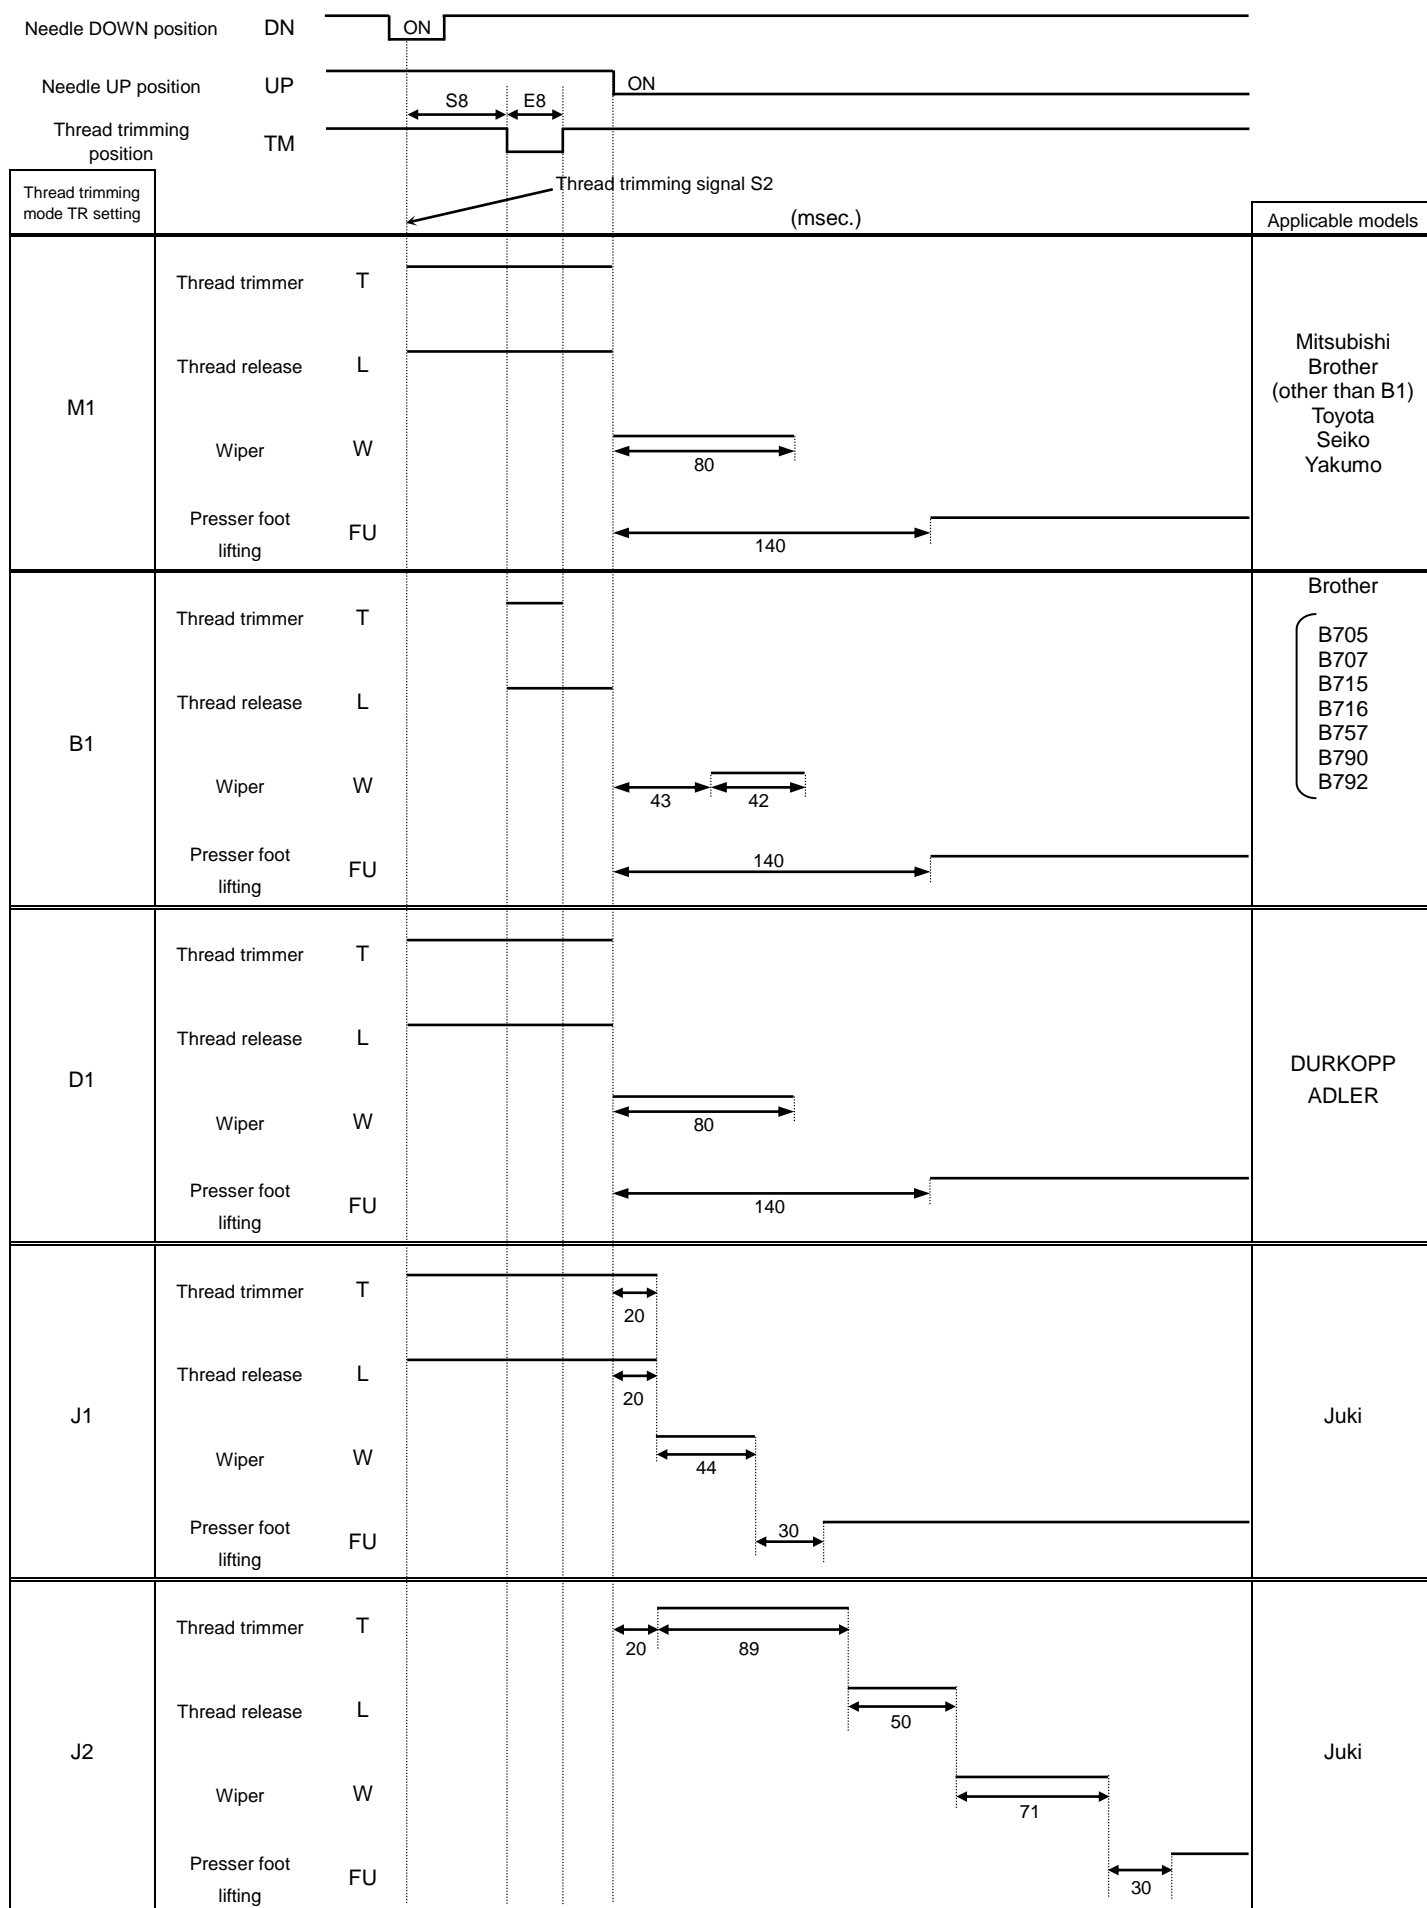 Needle DOWN position DN ON
Needle UP position UP ON
S8 E8
Thread trimming
position TM
Thread trimming
mode TR setting
Thread trimming signal S2
(msec.)
Applicable models
M1
Thread trimmer T
Thread release L
Wiper W
80
Presser foot
lifting FU
140
Mitsubishi
Brother
(other than B1)
Toyota
Seiko
Yakumo
B1
Thread trimmer T
Thread release L
Wiper W
43 42
Presser foot
lifting FU
140
Brother
B705
B707
B715
B716
B757
B790
B792
D1
Thread trimmer T
Thread release L
Wiper W
80
Presser foot
lifting FU
140
DURKOPP
ADLER
J1
Thread trimmer T
20
Thread release L
20
Wiper W
44
Presser foot
lifting FU
30
Juki
J2
Thread trimmer T
20 89
Thread release L
50
Wiper W
71
Presser foot
lifting FU
30
Juki